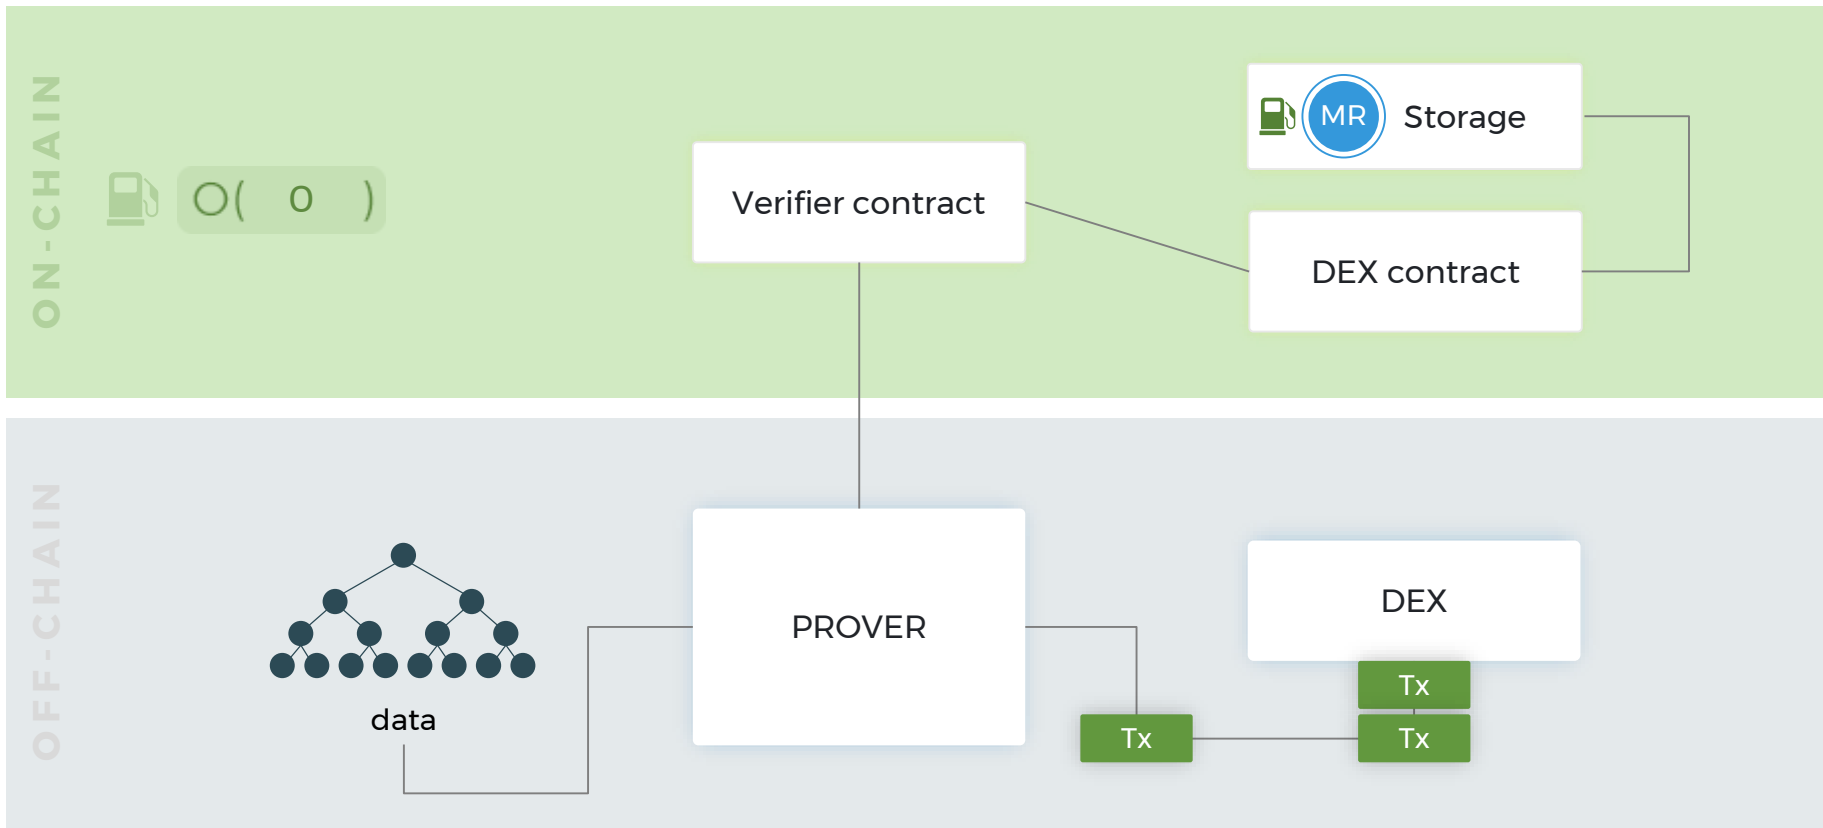 ON-CHAIN
O( 0 )
Verifier contract
MR Storage
DEX contract
OFF-CHAIN
data
PROVER
DEX
Tx
Tx
Tx